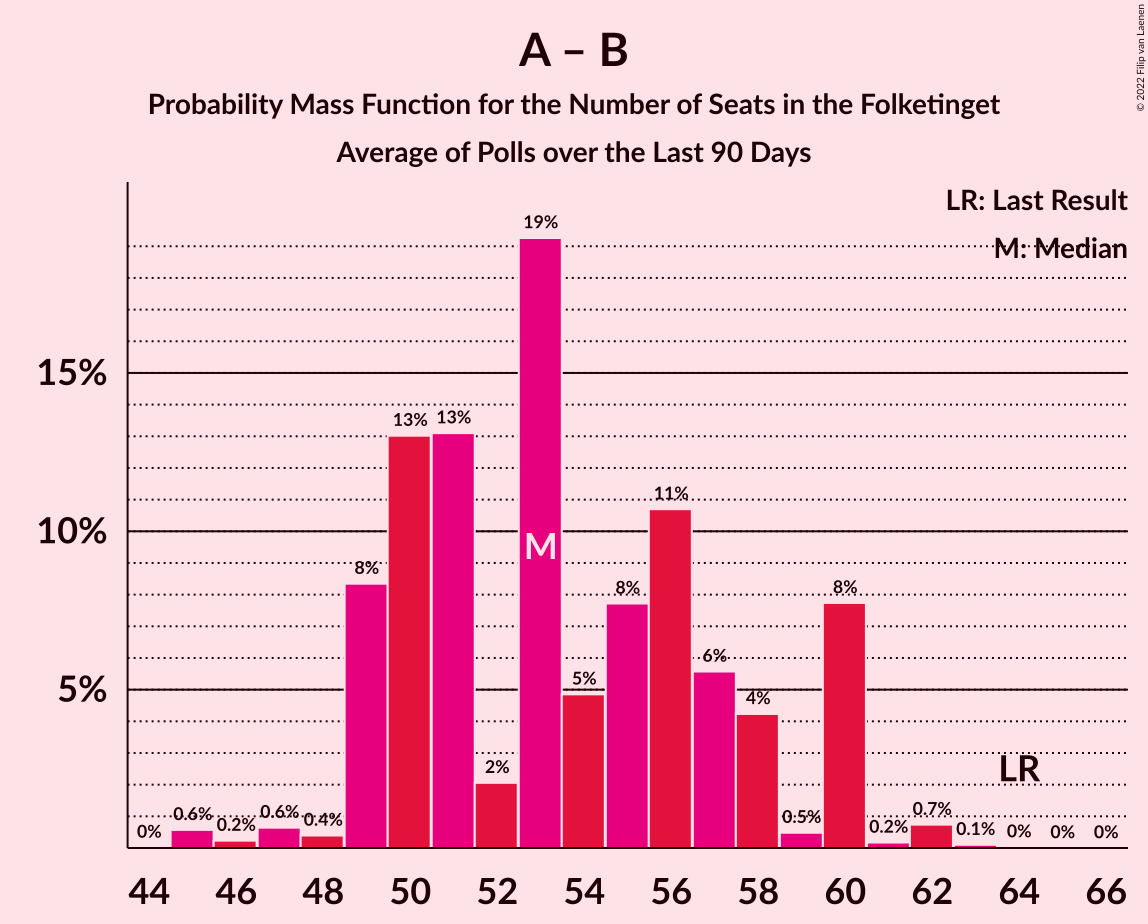 A – B
Probability Mass Function for the Number of Seats in the Folketinget
Average of Polls over the Last 90 Days
© 2022 Filip van Laenen
LR: Last Result
M: Median
19%
15%
13% 13%
11%
10%
M
8% 8% 8%
6%
5%
5% 4%
2%
LR
0% 0.6% 0.2% 0.6% 0.4% 0.5% 0.2% 0.7% 0.1% 0% 0% 0%
44 46 48 50 52 54 56 58 60 62 64 66